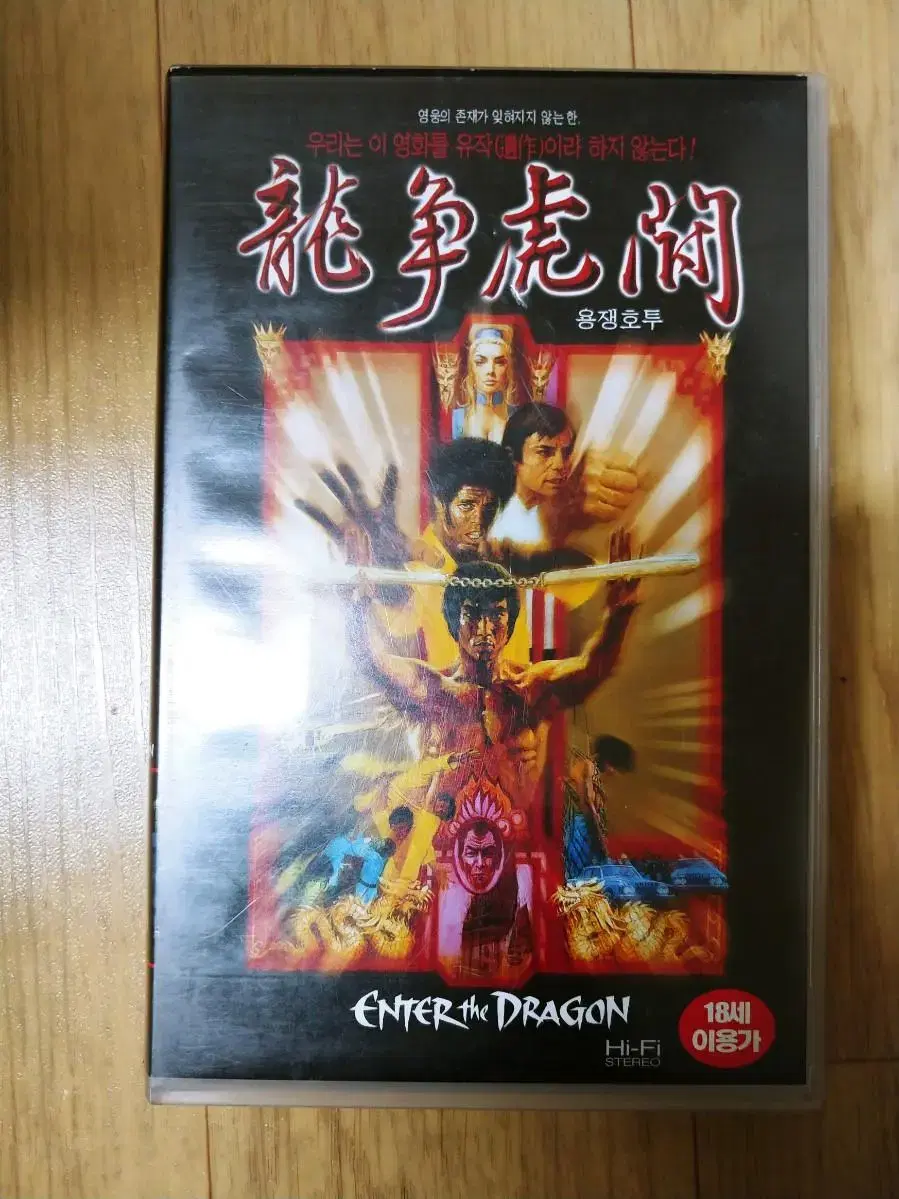 영웅의 존재가 잊혀지지 않는 한,
우리는 이 영화를 유작(遺作)이라 하지 않는다!
龍爭虎鬪
용쟁호투
ENTER the DRAGON
Hi-Fi
STEREO
18세
이용가